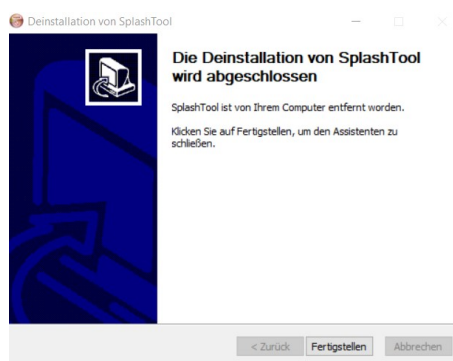 Deinstallation von SplashTool
Die Deinstallation von SplashTool
wird abgeschlossen
SplashTool ist von Ihrem Computer entfernt worden.
Klicken Sie auf Fertigstellen, um den Assistenten zu
schließen.
< Zurück Fertigstellen Abbrechen